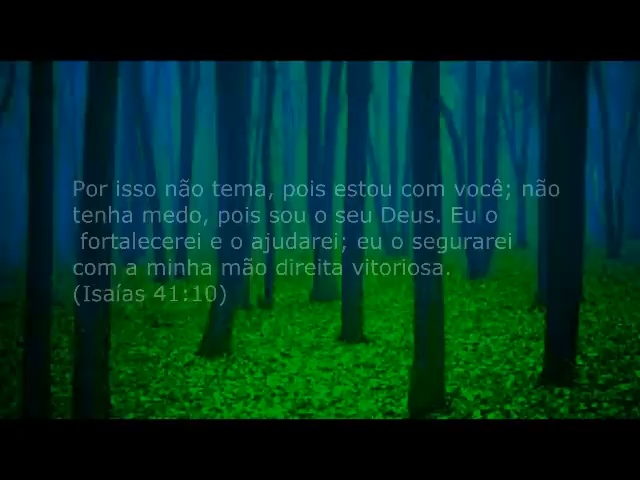 Por isso não tema, pois estou com você; não
tenha medo, pois sou o seu Deus. Eu o
fortalecerei e o ajudarei; eu o segurarei
com a minha mão direita vitoriosa.
(Isaías 41:10)